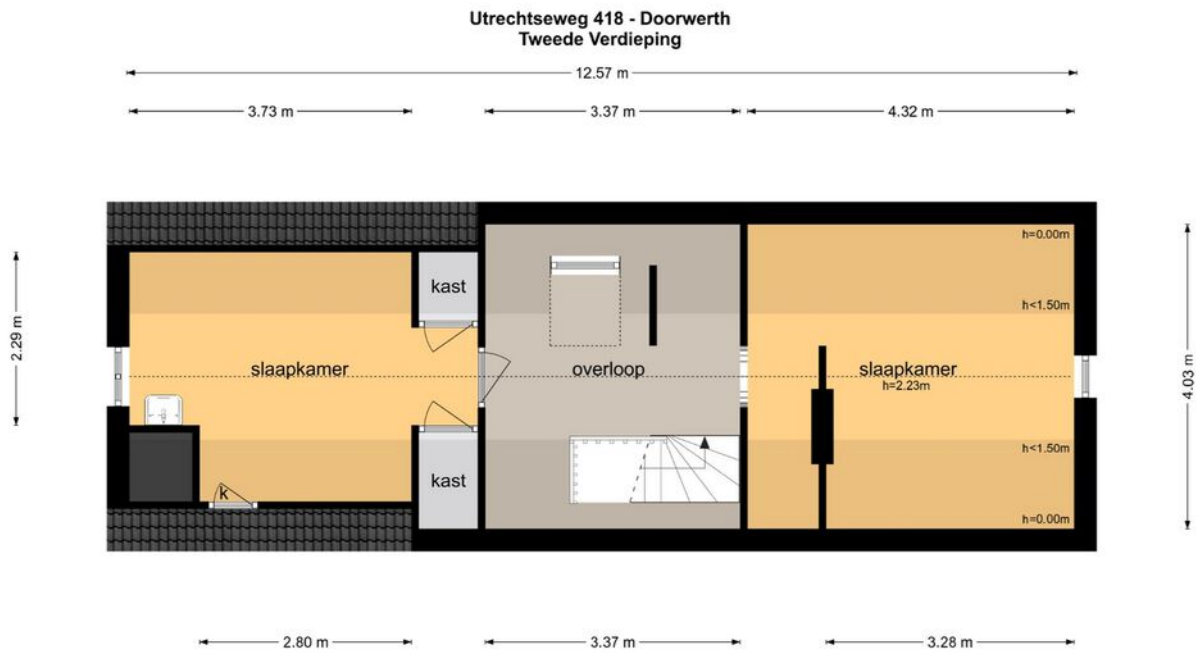 Utrechtseweg 418 - Doorwerth
Tweede Verdieping
12.57 m
3.73 m
3.37 m
4.32 m
h=0.00m
kast
h<1.50m
2.29 m
slaapkamer
overloop
slaapkamer
h=2.23m
4.03 m
h<1.50m
kast
k
h=0.00m
2.80 m
3.37 m
3.28 m